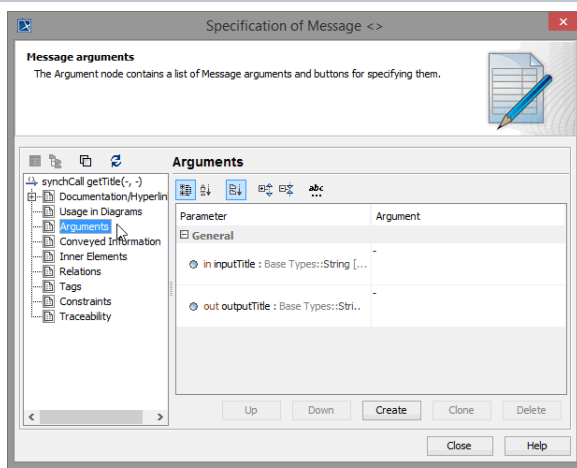 Specification of Message <>
Message arguments
The Argument node contains a list of Message arguments and buttons for specifying them.
Arguments
synchCall getTitle(-, -)
Documentation/Hyperlin
Usage in Diagrams
Arguments
Conveyed Information
Inner Elements
Relations
Tags
Constraints
Traceability
abc
Parameter Argument
General
in inputTitle : Base Types::String [... -
out outputTitle : Base Types::Stri.. -
Up Down Create Clone Delete
Close Help